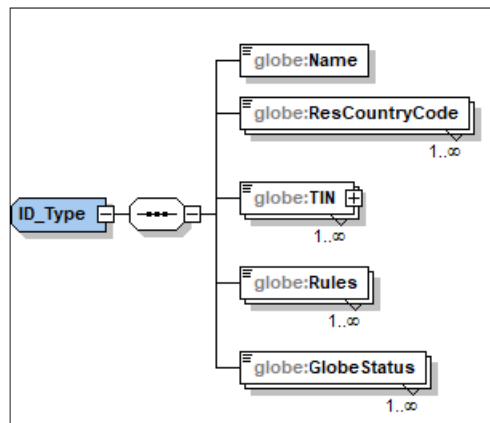 globe:Name
globe:ResCountryCode
1..∞
ID_Type
globe:TIN
1..∞
globe:Rules
1..∞
globe:GlobeStatus
1..∞